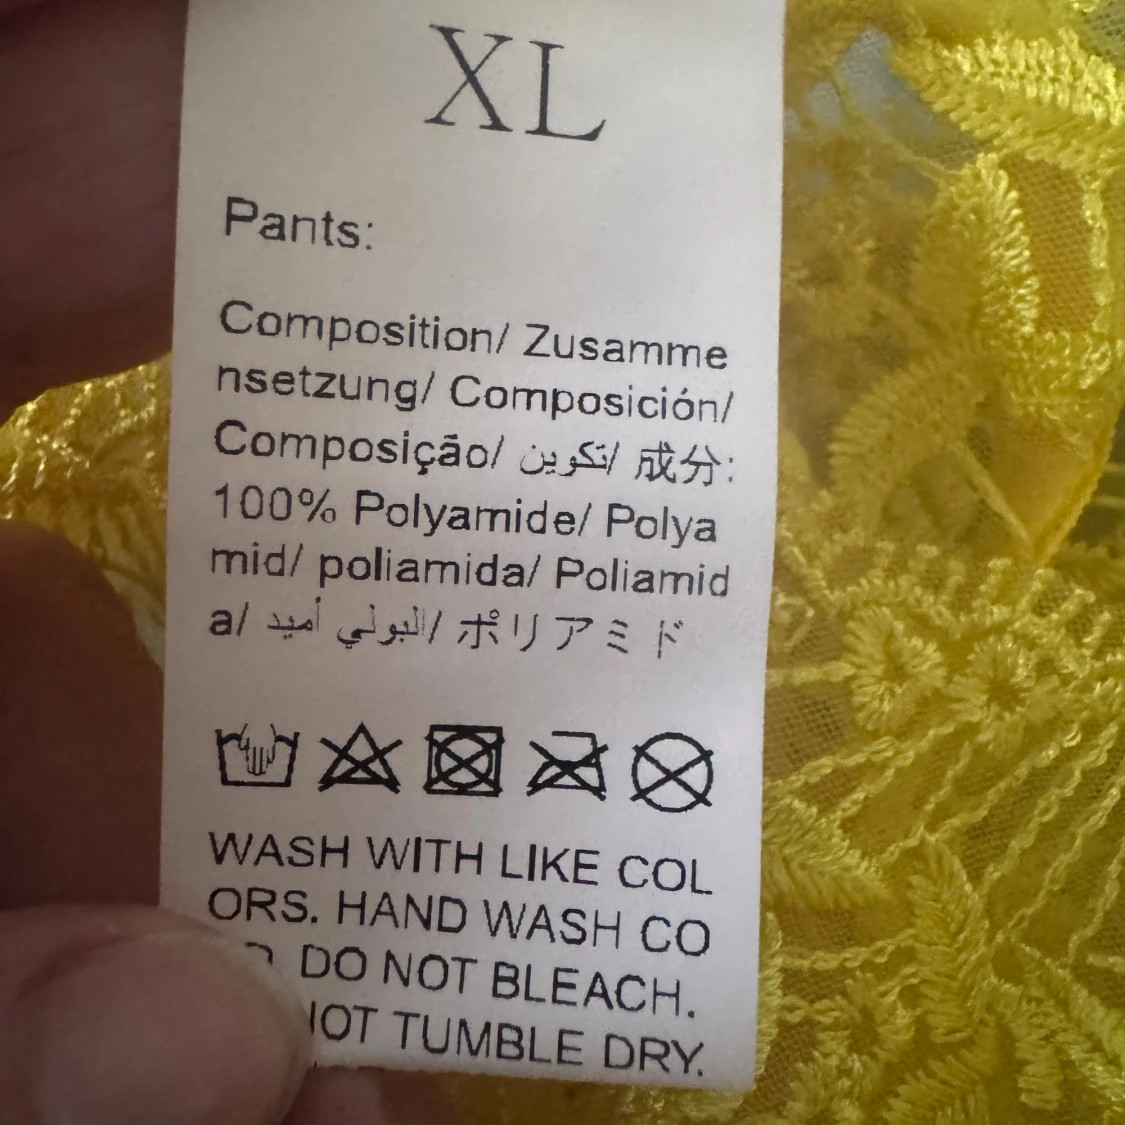 XL
Pants:
Composition/ Zusamme
nsetzung/ Composición/
Composição/ تكوين/ 成分:
100% Polyamide/ Polya
mid/ poliamida/ Poliamid
a/ البولي أميد/ ポリアミド
WASH WITH LIKE COL
ORS. HAND WASH CO
DO NOT BLEACH.
TUMBLE DRY.